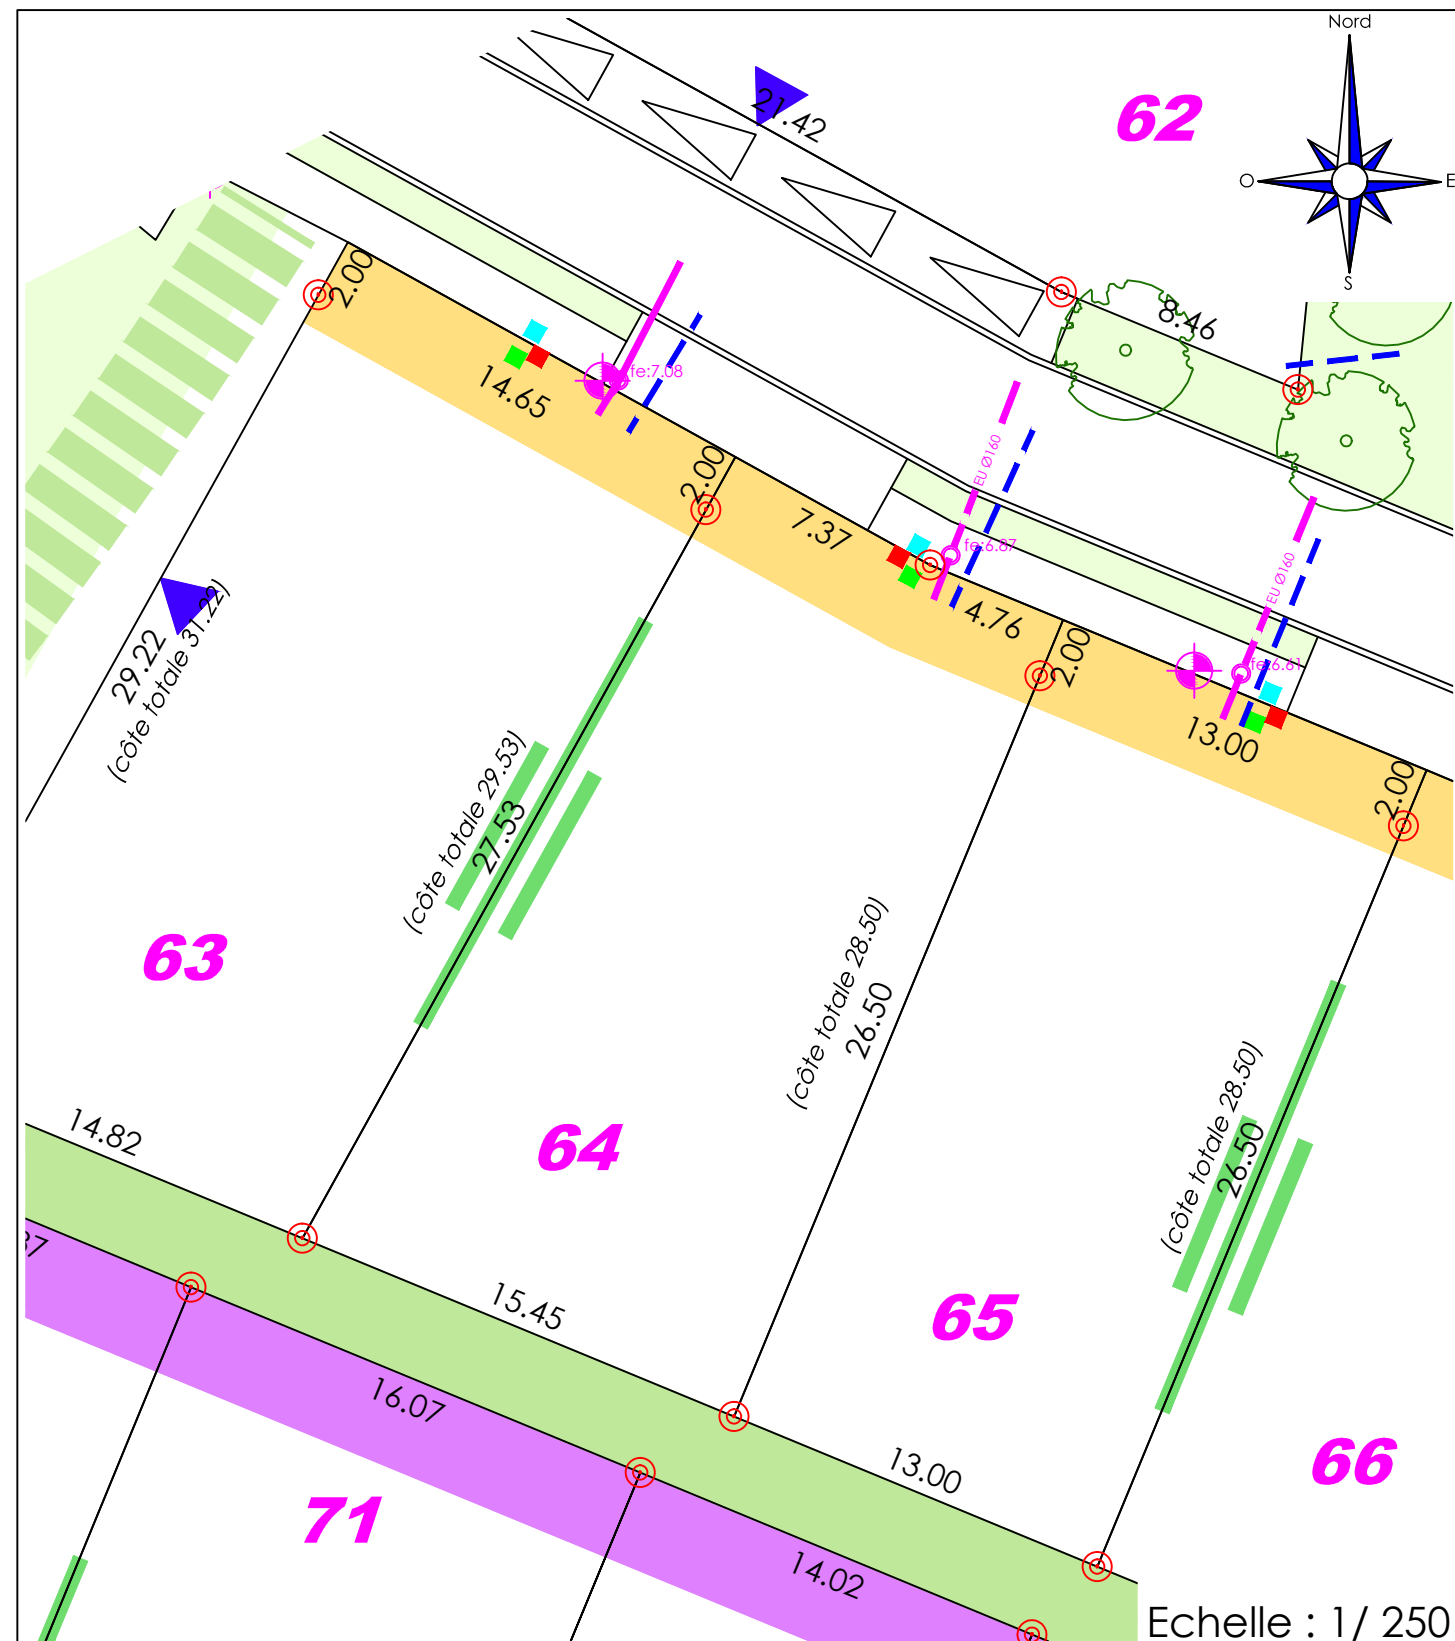 Nord
62
21.42
O
E
S
2.00
8.46
fe:7.08
14.65
EU Ø160
2.00
7.37
fe:6.87
EU Ø160
4.76
2.00
fe:6.61
13.00
2.00
29.22
(côte totale 31.22)
(côte totale 29.53)
27.53
(côte totale 28.50)
26.50
63
(côte totale 28.50)
26.50
14.82
64
15.45
65
37
16.07
13.00
66
71
14.02
Echelle : 1/ 250